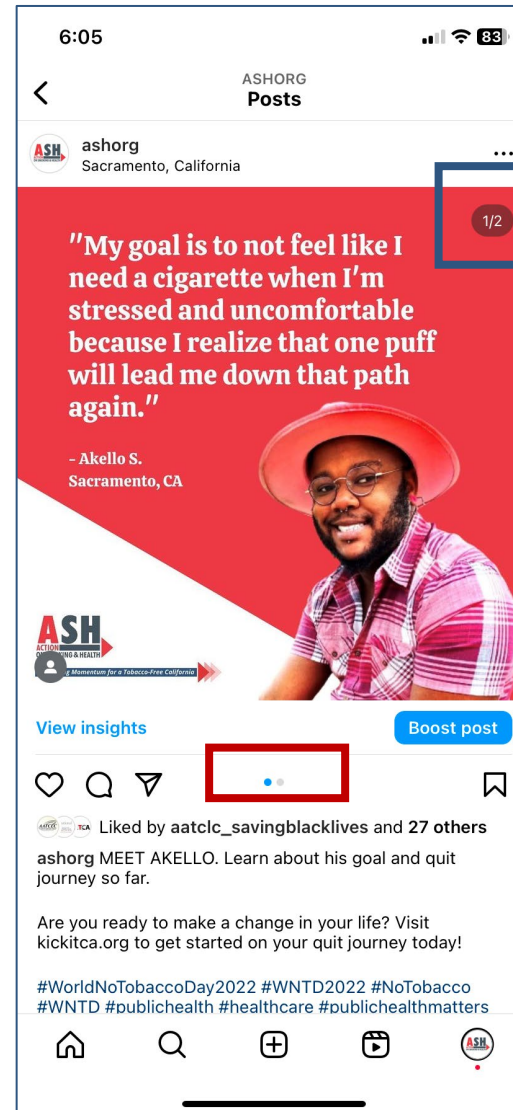 6:05
83
ASHORG
Posts
ASH
ashorg
Sacramento, California
1/2
"My goal is to not feel like I
need a cigarette when I'm
stressed and uncomfortable
because I realize that one puff
will lead me down that path
again."
- Akello S.
Sacramento, CA
ASH
ACTION
& HEALTH
Momentum for a Tobacco-Free California
View insights
Boost post
Liked by aatclc_savingblacklives and 27 others
ashorg MEET AKELLO. Learn about his goal and quit
journey so far.
Are you ready to make a change in your life? Visit
kickitca.org to get started on your quit journey today!
#WorldNoTobaccoDay2022 #WNTD2022 #NoTobacco
#WNTD #publichealth #healthcare #publichealthmatters
ASH